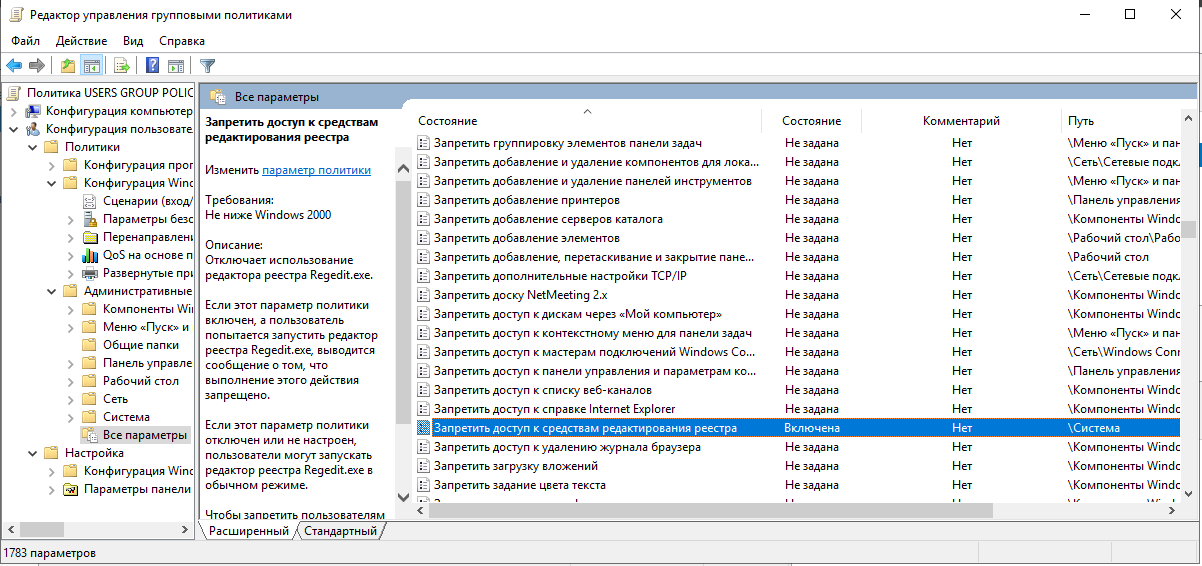 Редактор управления групповыми политиками
Файл Действие Вид Справка
Политика USERS GROUP POLIC
Конфигурация компьютер
Конфигурация пользовате
Политики
Конфигурация прог
Конфигурация Wind
Сценарии (вход/
Параметры безо
Перенаправлени
QoS на основе п
Развернутые при
Административные
Компоненты Win
Меню «Пуск» и
Общие папки
Панель управле
Рабочий стол
Сеть
Система
Все параметры
Настройка
Конфигурация Wind
Параметры панели
Все параметры
Запретить доступ к средствам
редактирования реестра
Изменить параметр политики
Требования:
Не ниже Windows 2000
Описание:
Отключает использование
редактора реестра Regedit.exe.
Если этот параметр политики
включен, а пользователь
попытается запустить редактор
реестра Regedit.exe, выводится
сообщение о том, что
выполнение этого действия
запрещено.
Если этот параметр политики
отключен или не настроен,
пользователи могут запускать
редактор реестра Regedit.exe в
обычном режиме.
Чтобы запретить пользователям
Состояние Состояние Комментарий Путь
Запретить группировку элементов панели задач Не задана Нет \Меню «Пуск» и пан
Запретить добавление и удаление компонентов для лока... Не задана Нет \Сеть\Сетевые подкл
Запретить добавление и удаление панелей инструментов Не задана Нет \Меню «Пуск» и пан
Запретить добавление принтеров Не задана Нет \Панель управления
Запретить добавление серверов каталога Не задана Нет \Компоненты Windo
Запретить добавление элементов Не задана Нет \Рабочий стол\Рабо
Запретить добавление, перетаскивание и закрытие пане... Не задана Нет \Рабочий стол
Запретить дополнительные настройки TCP/IP Не задана Нет \Сеть\Сетевые подкл
Запретить доску NetMeeting 2.x Не задана Нет \Компоненты Windo
Запретить доступ к дискам через «Мой компьютер» Не задана Нет \Компоненты Windo
Запретить доступ к контекстному меню для панели задач Не задана Нет \Меню «Пуск» и пан
Запретить доступ к мастерам подключений Windows Co... Не задана Нет \Сеть\Windows Conn
Запретить доступ к панели управления и параметрам ко... Не задана Нет \Панель управления
Запретить доступ к списку веб-каналов Не задана Нет \Компоненты Windo
Запретить доступ к справке Internet Explorer Не задана Нет \Компоненты Windo
Запретить доступ к средствам редактирования реестра Включена Нет \Система
Запретить доступ к удалению журнала браузера Не задана Нет \Компоненты Windo
Запретить загрузку вложений Не задана Нет \Компоненты Windo
Запретить задание цвета текста Не задана Нет \Компоненты Windo
Расширенный Стандартный
1783 параметров